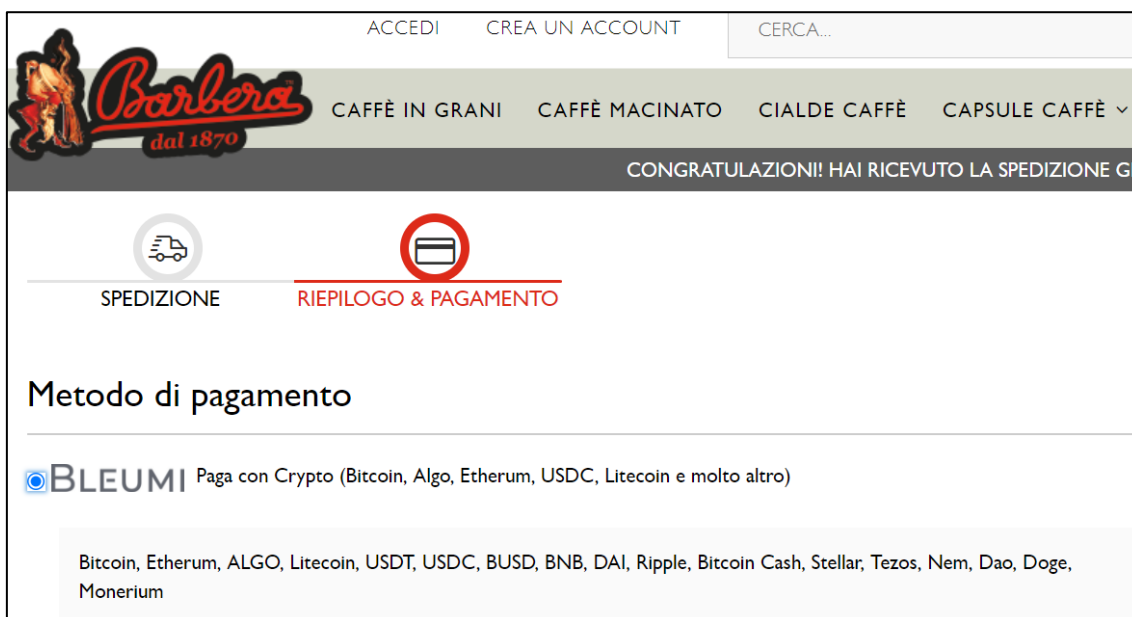 ACCEDI CREA UN ACCOUNT CERCA...
Barbera
dal 1870
CAFFÈ IN GRANI CAFFÈ MACINATO CIALDE CAFFÈ CAPSULE CAFFÈ
CONGRATULAZIONI! HAI RICEVUTO LA SPEDIZIONE
SPEDIZIONE RIEPILOGO & PAGAMENTO
Metodo di pagamento
BLEUMI Paga con Crypto (Bitcoin, Algo, Etherum, USDC, Litecoin e molto altro)
Bitcoin, Etherum, ALGO, Litecoin, USDT, USDC, BUSD, BNB, DAI, Ripple, Bitcoin Cash, Stellar, Tezos, Nem, Dao, Doge,
Monerium